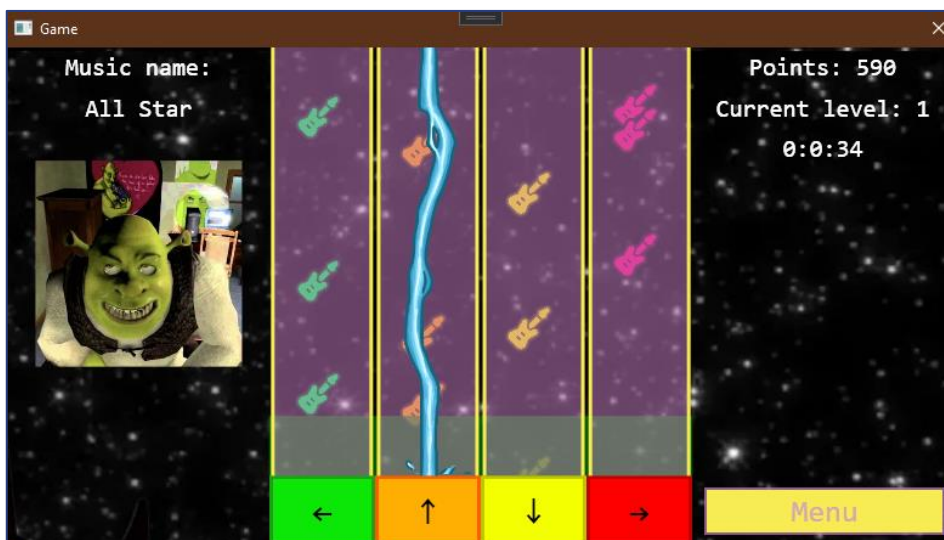 Game
Music name:
All Star
Points: 590
Current level: 1
0:0:34
← ↑ ↓ →
Menu